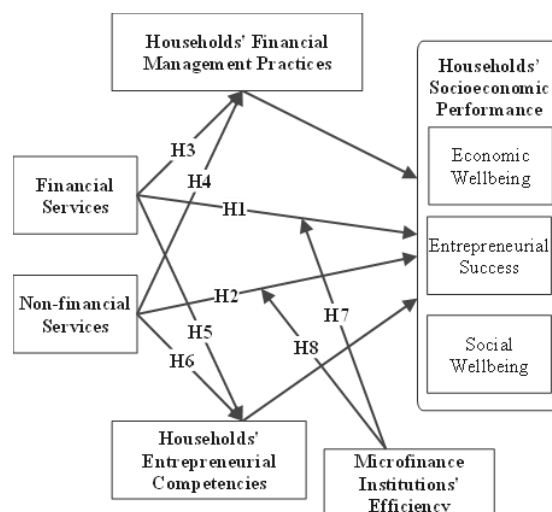 Households' Financial
Management Practices
Households'
Socioeconomic
Performance
Economic
Wellbeing
Entrepreneurial
Success
Social
Wellbeing
Financial
Services
Non-financial
Services
H3
H4
H1
H2
H5
H6
H7
H8
Households'
Entrepreneurial
Competencies
Microfinance
Institutions'
Efficiency